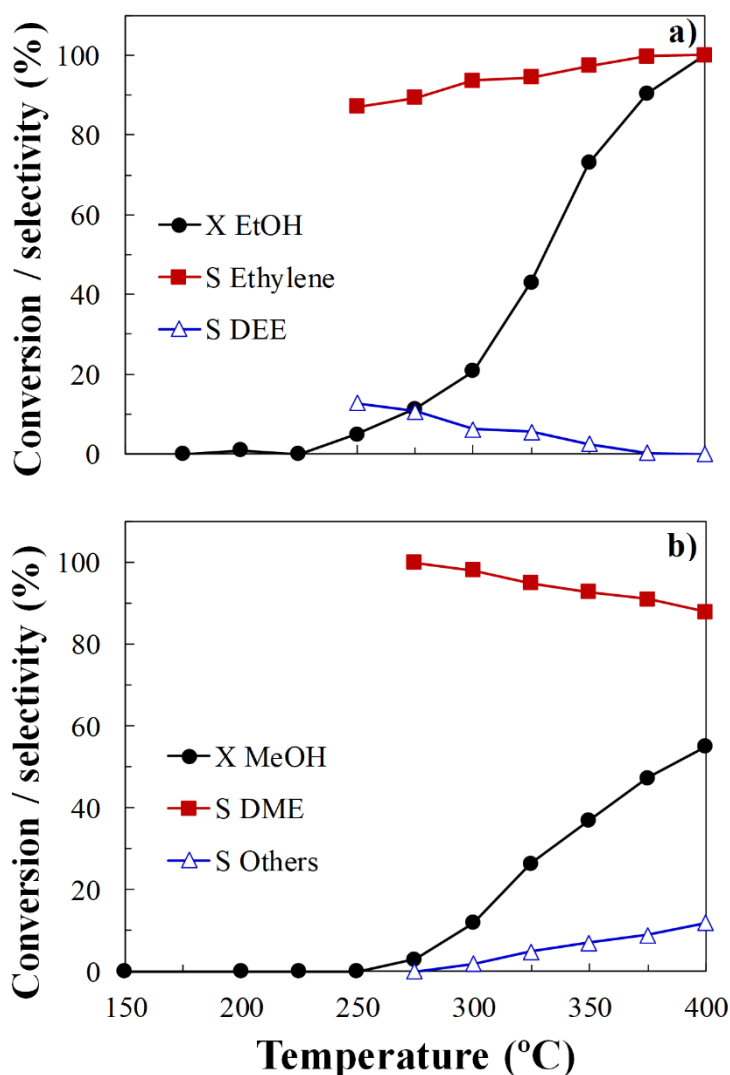 a)
Conversion / selectivity (%)
100
80
60
40
20
0
X EtOH
S Ethylene
S DEE
b)
Conversion / selectivity (%)
100
80
60
40
20
0
X MeOH
S DME
S Others
150 200 250 300 350 400
Temperature (ºC)